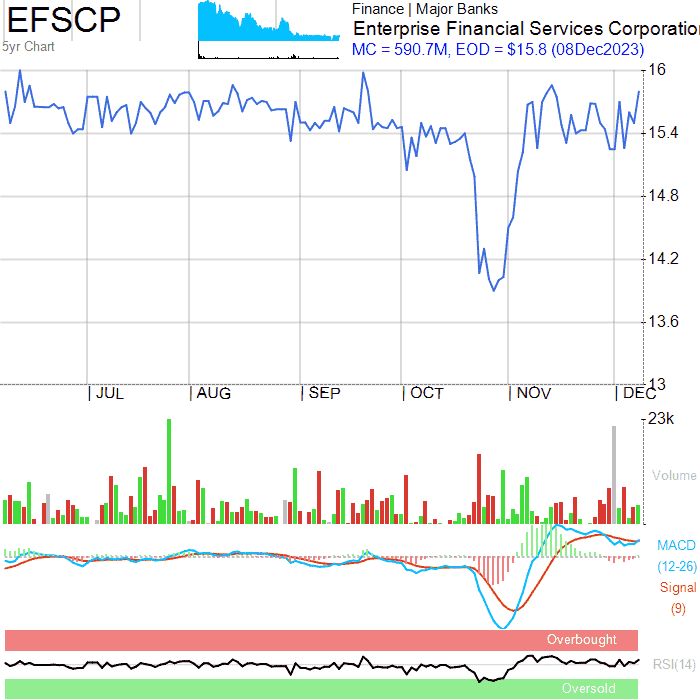 EFSCP
5yr Chart
Finance | Major Banks
Enterprise Financial Services Corporation
MC = 590.7M, EOD = $15.8 (08Dec2023)
16
15.4
14.8
14.2
13.6
13
JUL AUG SEP OCT NOV DEC
23k
Volume
MACD
(12-26)
Signal
(9)
Overbought
RSI(14)
Oversold